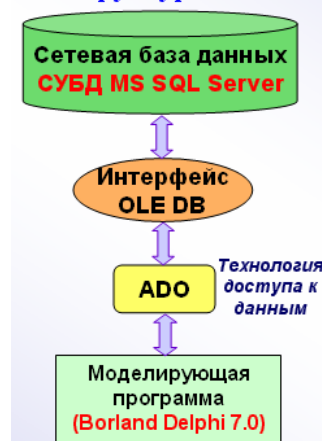 Сетевая база данных
СУБД MS SQL Server
Интерфейс
OLE DB
ADO
Технология
доступа к
данным
Моделирующая
программа
(Borland Delphi 7.0)